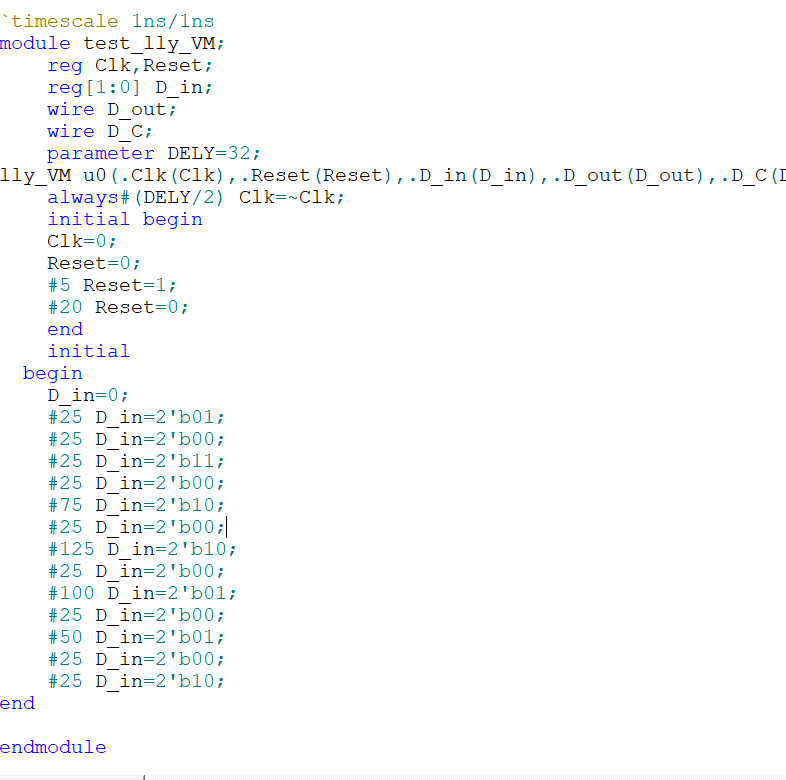 `timescale 1ns/1ns
module test_lly_VM;
    reg Clk,Reset;
    reg[1:0] D_in;
    wire D_out;
    wire D_C;
    parameter DELY=32;
lly_VM u0(.Clk(Clk),.Reset(Reset),.D_in(D_in),.D_out(D_out),.D_C(D
    always#(DELY/2) Clk=~Clk;
    initial begin
    Clk=0;
    Reset=0;
    #5 Reset=1;
    #20 Reset=0;
    end
    initial
  begin
    D_in=0;
    #25 D_in=2'b01;
    #25 D_in=2'b00;
    #25 D_in=2'b11;
    #25 D_in=2'b00;
    #75 D_in=2'b10;
    #25 D_in=2'b00;
    #125 D_in=2'b10;
    #25 D_in=2'b00;
    #100 D_in=2'b01;
    #25 D_in=2'b00;
    #50 D_in=2'b01;
    #25 D_in=2'b00;
    #25 D_in=2'b10;
end
endmodule